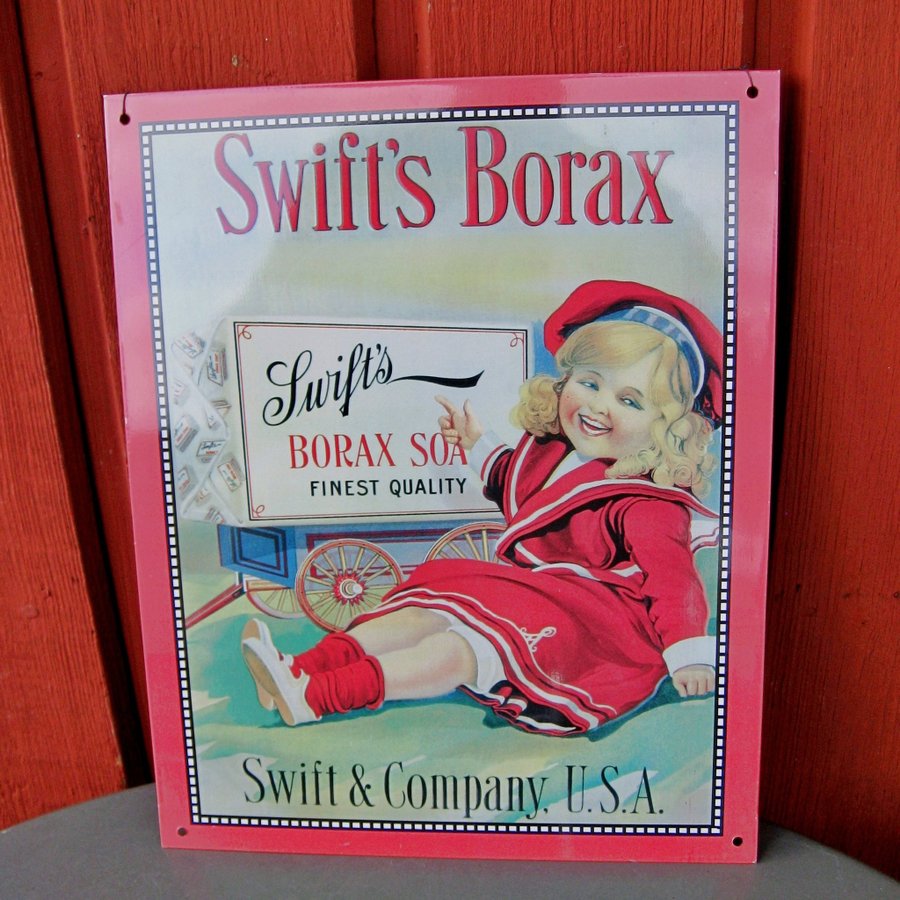 Swift's Borax
Swift's
BORAX SOA
FINEST QUALITY
Swift & Company, U.S.A.